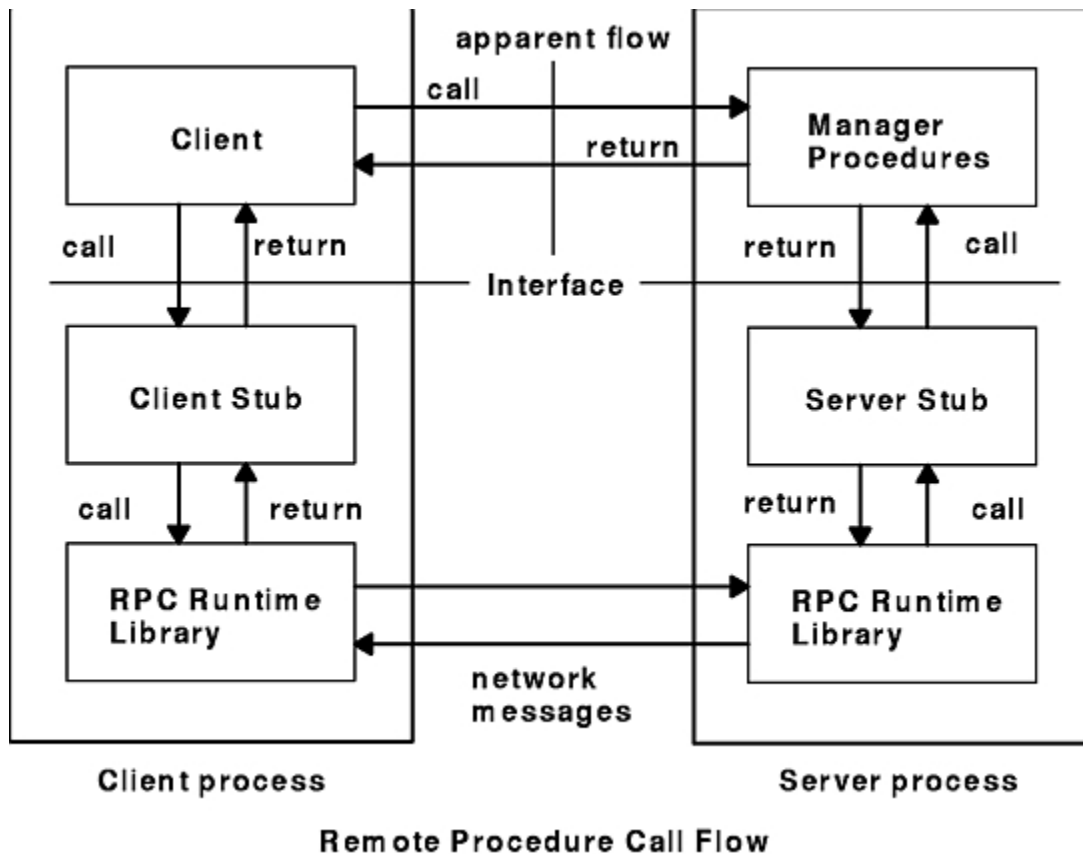 apparent flow
call
Client
Manager
Procedures
return
call
return
return
call
Interface
Client Stub
Server Stub
call
return
return
call
RPC Runtime
Library
RPC Runtime
Library
network
messages
Client process
Server process
Remote Procedure Call Flow